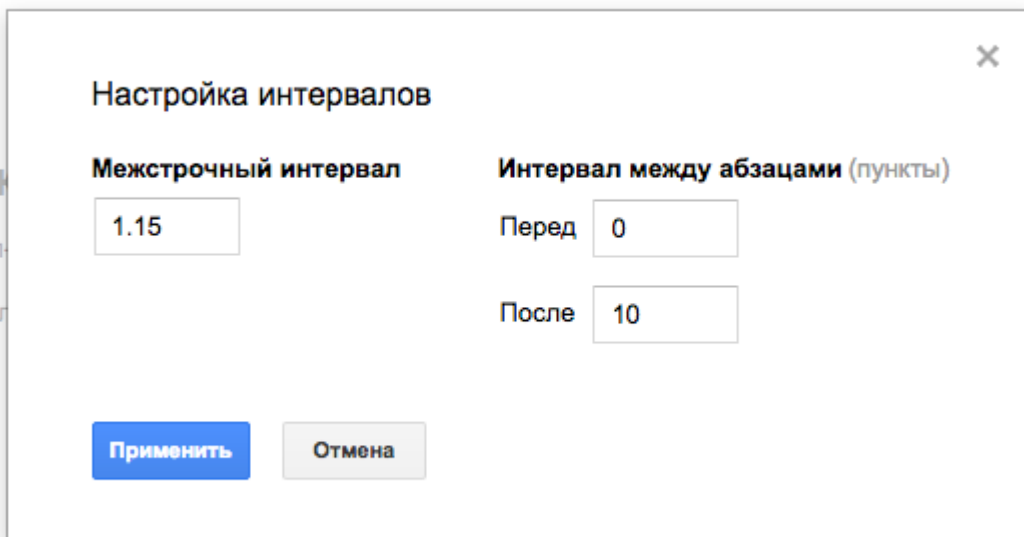 Настройка интервалов
Межстрочный интервал
1.15
Интервал между абзацами (пункты)
Перед 0
После 10
Применить Отмена